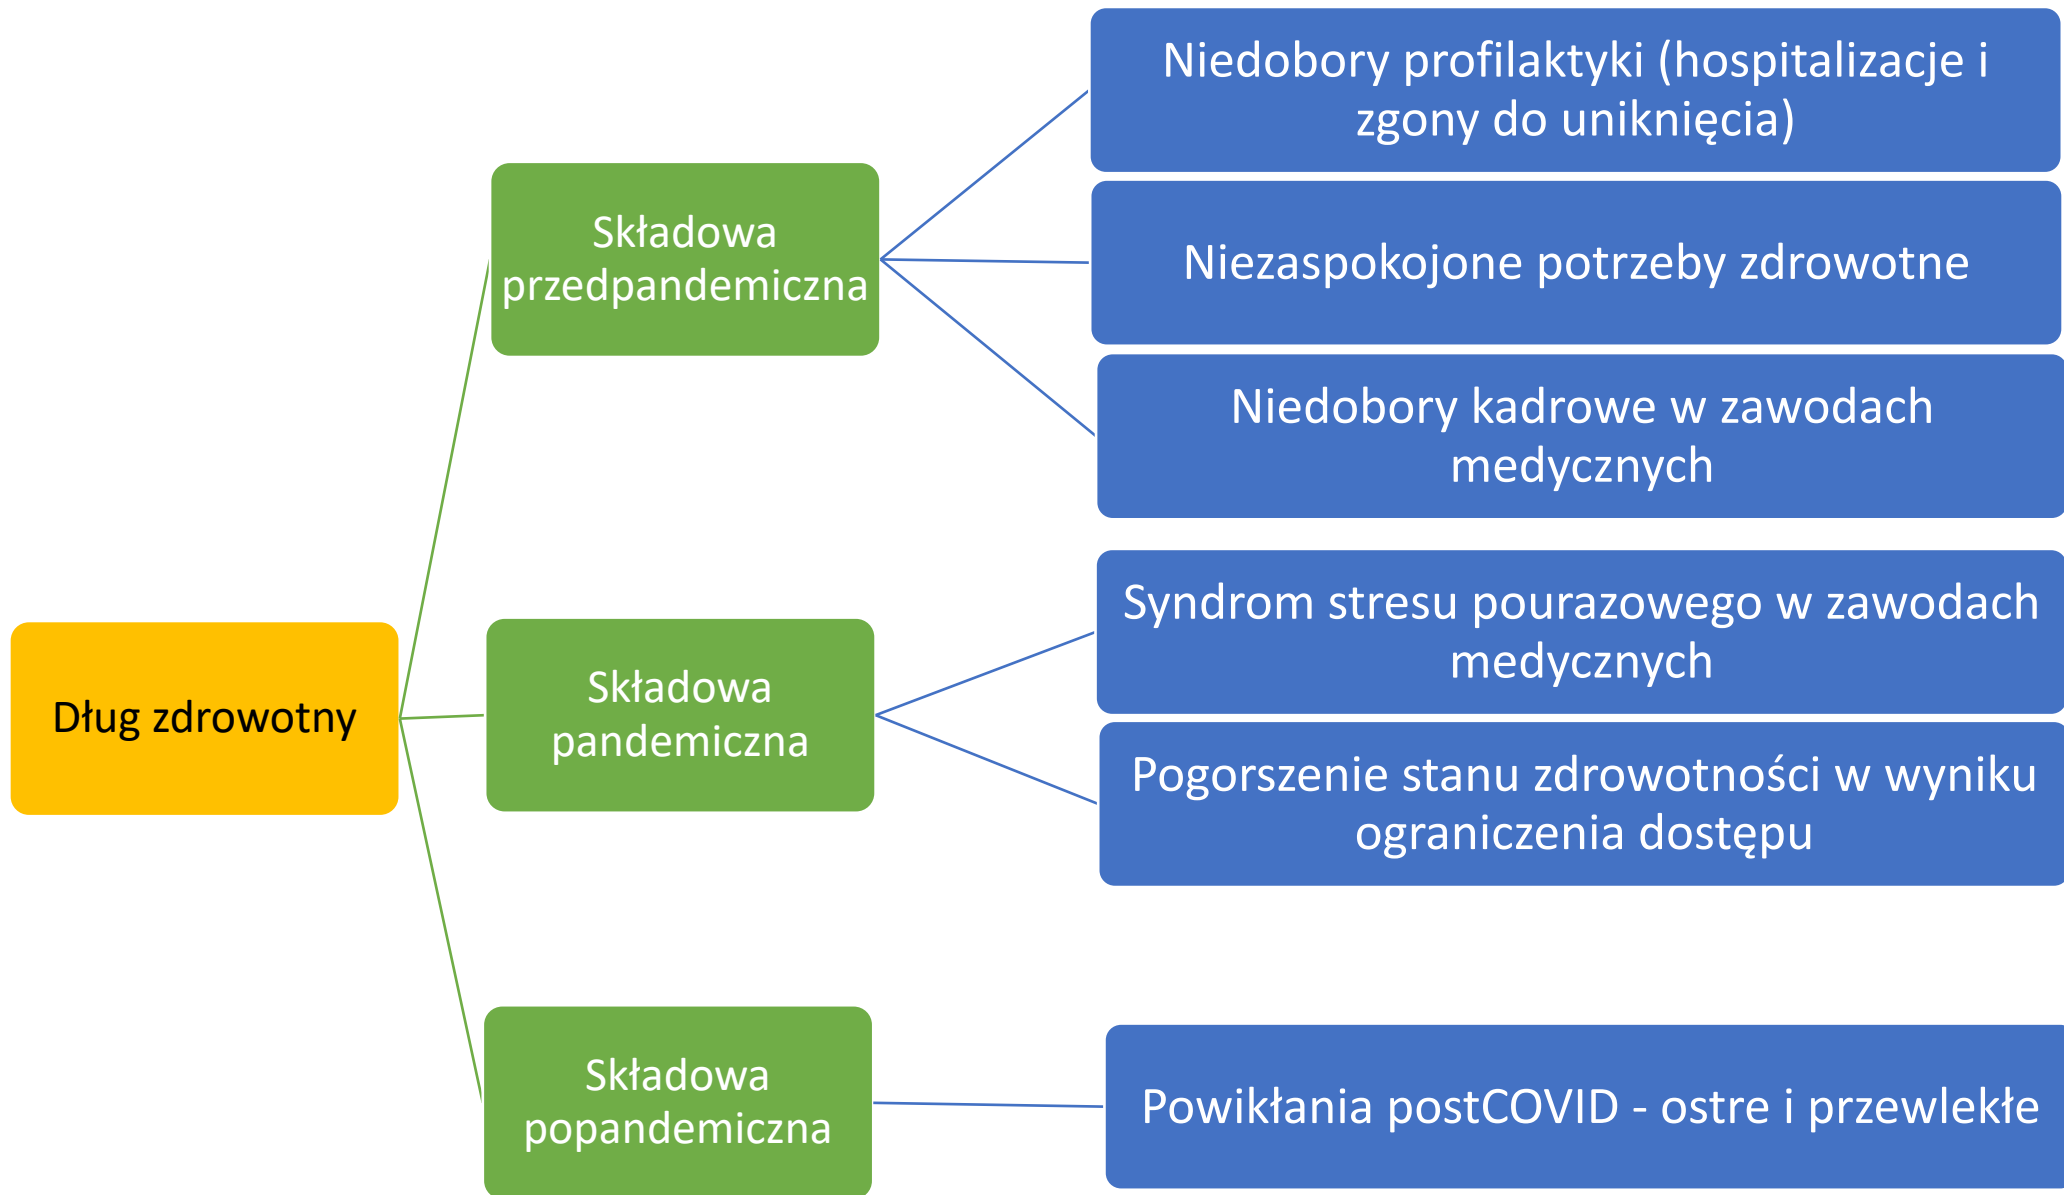 Niedobory profilaktyki (hospitalizacje i
zgony do uniknięcia)
Składowa
przedpandemiczna
Niezaspokojone potrzeby zdrowotne
Niedobory kadrowe w zawodach
medycznych
Syndrom stresu pourazowego w zawodach
medycznych
Dług zdrowotny
Składowa
pandemiczna
Pogorszenie stanu zdrowotności w wyniku
ograniczenia dostępu
Składowa
popandemiczna
Powikłania postCOVID - ostre i przewlekłe